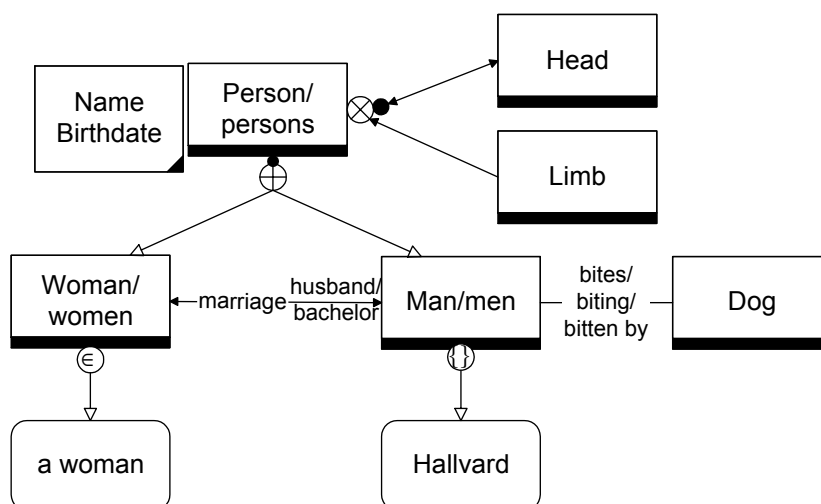 Head
Name
Birthdate
Person/
persons
Limb
Woman/
women
marriage
husband/
bachelor
Man/men
bites/
biting/
bitten by
Dog
∈
{}
a woman
Hallvard